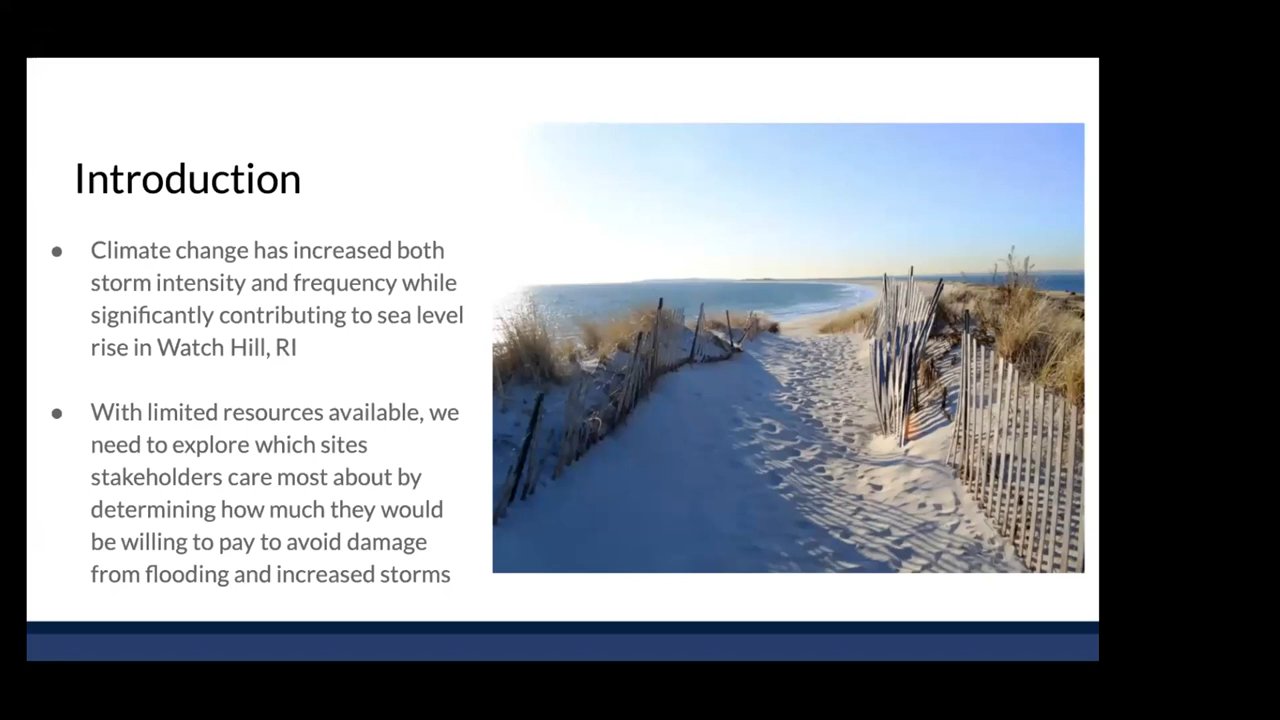 Introduction
● Climate change has increased both
storm intensity and frequency while
significantly contributing to sea level
rise in Watch Hill, RI
● With limited resources available, we
need to explore which sites
stakeholders care most about by
determining how much they would
be willing to pay to avoid damage
from flooding and increased storms